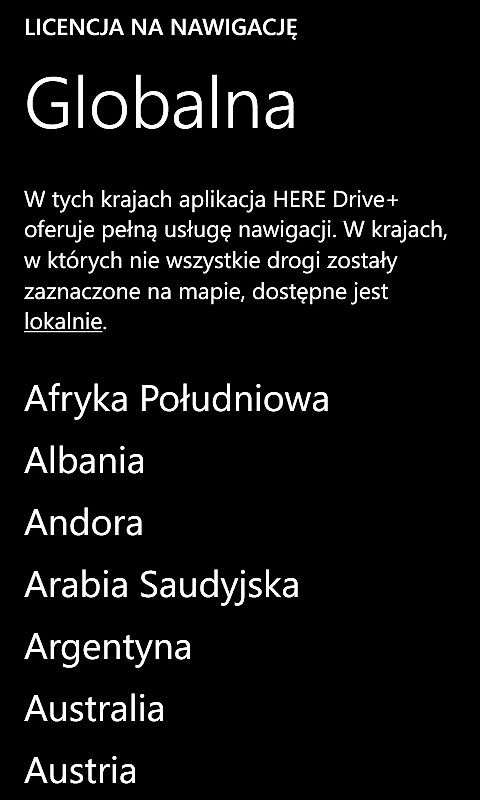 LICENCJA NA NAWIGACJĘ
Globalna
W tych krajach aplikacja HERE Drive+
oferuje pełną usługę nawigacji. W krajach,
w których nie wszystkie drogi zostały
zaznaczone na mapie, dostępne jest
lokalnie.
Afryka Południowa
Albania
Andora
Arabia Saudyjska
Argentyna
Australia
Austria